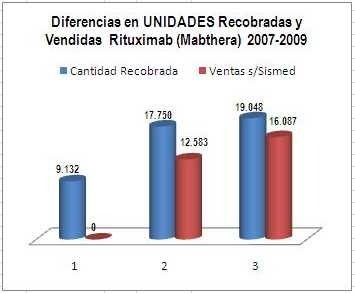 Diferencias en UNIDADES Recobradas y
Vendidas Rituximab (Mabthera) 2007-2009
Cantidad Recobrada Ventas s/Sismed
9.132
0
17.750
12.583
19.048
16.087
1 2 3